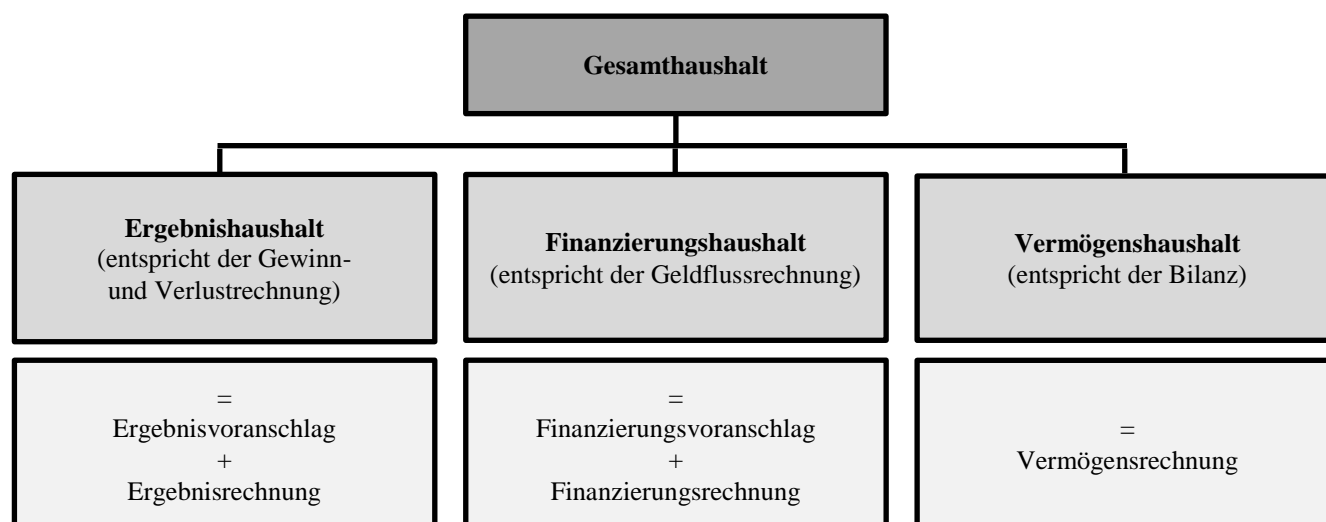 Gesamthaushalt
Ergebnishaushalt
(entspricht der Gewinn-
und Verlustrechnung)
Finanzierungshaushalt
(entspricht der Geldflussrechnung)
Vermögenshaushalt
(entspricht der Bilanz)
=
Ergebnisvoranschlag
+
Ergebnisrechnung
=
Finanzierungsvoranschlag
+
Finanzierungsrechnung
=
Vermögensrechnung